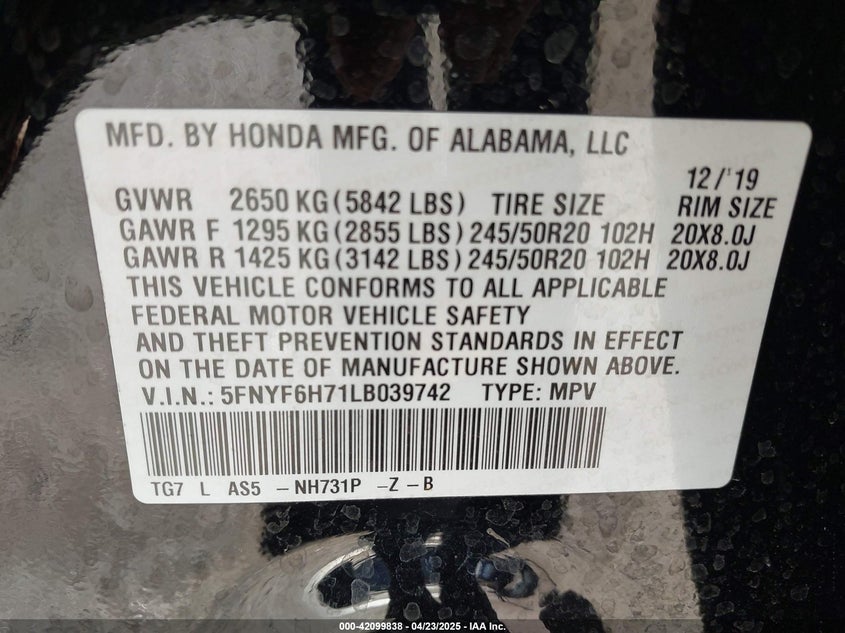 MFD. BY HONDA MFG. OF ALABAMA, LLC
12/'19
GVWR 2650 KG (5842 LBS) TIRE SIZE RIM SIZE
GAWR F 1295 KG (2855 LBS) 245/50R20 102H 20X8.0J
GAWR R 1425 KG (3142 LBS) 245/50R20 102H 20X8.0J
THIS VEHICLE CONFORMS TO ALL APPLICABLE
FEDERAL MOTOR VEHICLE SAFETY
AND THEFT PREVENTION STANDARDS IN EFFECT
ON THE DATE OF MANUFACTURE SHOWN ABOVE.
V.I.N.: 5FNYF6H71LB039742 TYPE: MPV
TG7 L AS5 -NH731P -Z -B
000-42099838 - 04/23/2025 - IAA Inc.